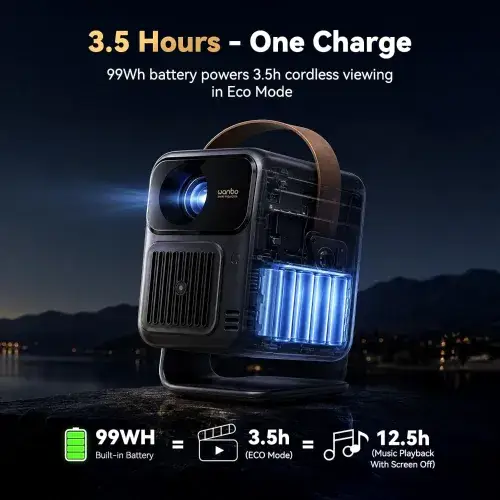 3.5 Hours - One Charge
99Wh battery powers 3.5h cordless viewing
in Eco Mode
wanbo
99WH
Built-in Battery
=
3.5h
(ECO Mode)
=
12.5h
(Music Playback
With Screen Off)